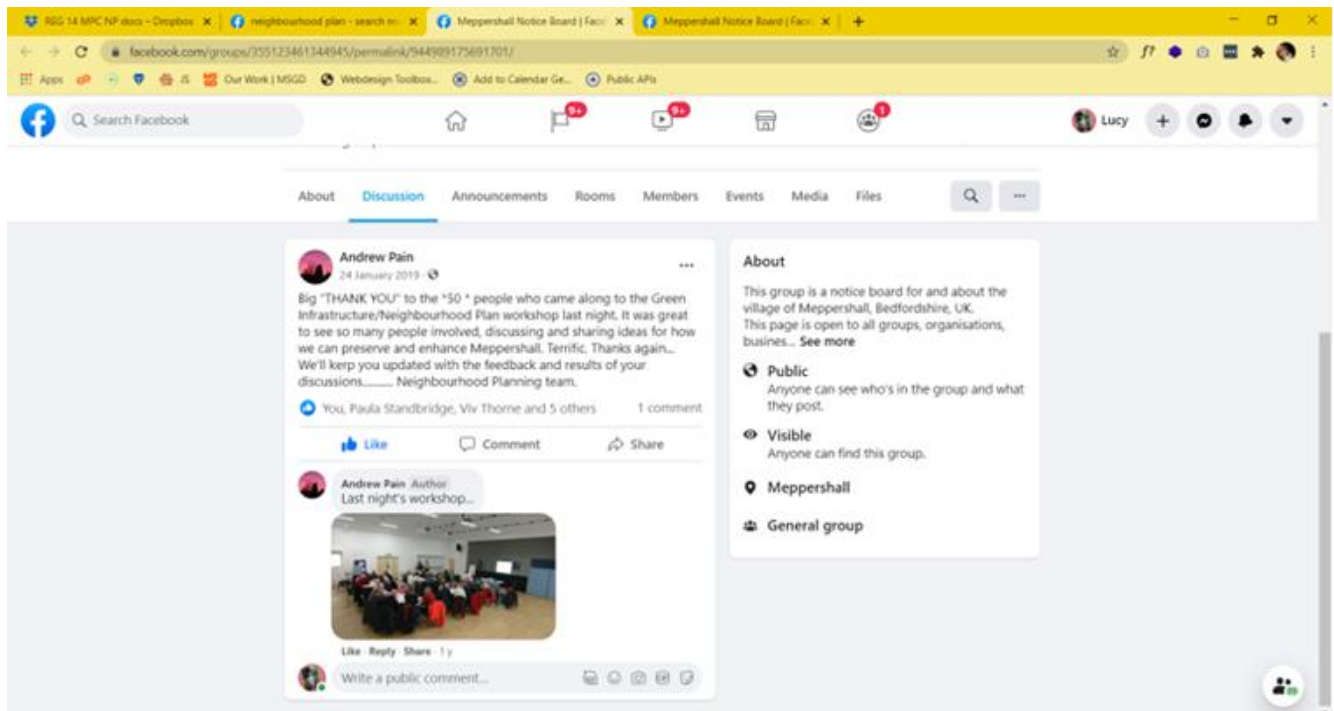 RGG 14 MPC NP docs - Dropbox
neighbourhood plan - search
Meppershall Notice Board | Face
Meppershall Notice Board | Face
facebook.com/groups/355123461344945/permalink/944989175691701/
Apps
Our Work | MSGD
Webdesign Toolbox...
Add to Calendar Ge...
Public APIs
Search Facebook
9+
9+
1
Lucy
About Discussion Announcements Rooms Members Events Media Files
Andrew Pain
24 January 2019
Big "THANK YOU" to the *50 * people who came along to the Green
Infrastructure/Neighbourhood Plan workshop last night. It was great
to see so many people involved, discussing and sharing ideas for how
we can preserve and enhance Meppershall. Terrific. Thanks again...
We'll kerp you updated with the feedback and results of your
discussions.......... Neighbourhood Planning team.
You, Paula Standbridge, Viv Thorne and 5 others 1 comment
Like Comment Share
Andrew Pain Author
Last night's workshop...
Like · Reply · Share · 1 y
Write a public comment...
About
This group is a notice board for and about the
village of Meppershall, Bedfordshire, UK.
This page is open to all groups, organisations,
busines... See more
Public
Anyone can see who's in the group and what
they post.
Visible
Anyone can find this group.
Meppershall
General group